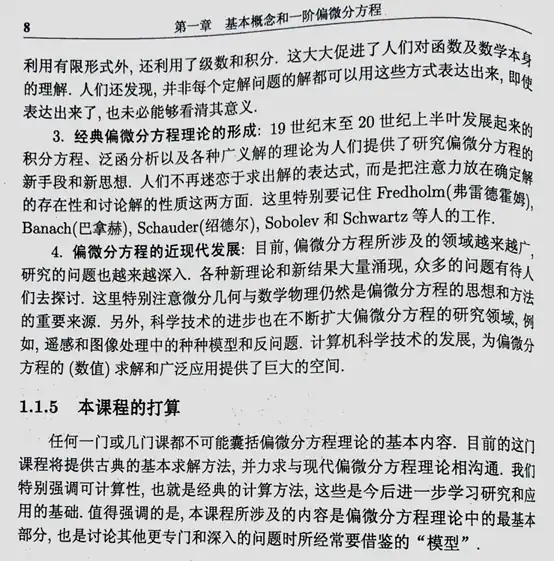 8 第一章 基本概念和一阶偏微分方程
利用有限形式外, 还利用了级数和积分. 这大大促进了人们对函数及数学本身
的理解. 人们还发现, 并非每个定解问题的解都可以用这些方式表达出来, 即使
表达出来了, 也未必能够看清其意义.
3. 经典偏微分方程理论的形成: 19 世纪末至 20 世纪上半叶发展起来的
积分方程、泛函分析以及各种广义解的理论为人们提供了研究偏微分方程的
新手段和新思想. 人们不再迷恋于求出解的表达式, 而是把注意力放在确定解
的存在性和讨论解的性质这两方面. 这里特别要记住 Fredholm(弗雷德霍姆),
Banach(巴拿赫), Schauder(绍德尔), Sobolev 和 Schwartz 等人的工作.
4. 偏微分方程的近现代发展: 目前, 偏微分方程所涉及的领域越来越广,
研究的问题也越来越深入. 各种新理论和新结果大量涌现, 众多的问题有待人
们去探讨. 这里特别注意微分几何与数学物理仍然是偏微分方程的思想和方法
的重要来源. 另外, 科学技术的进步也在不断扩大偏微分方程的研究领域, 例
如, 遥感和图像处理中的种种模型和反问题. 计算机科学技术的发展, 为偏微分
方程的 (数值) 求解和广泛应用提供了巨大的空间.
1.1.5 本课程的打算
任何一门或几门课都不可能囊括偏微分方程理论的基本内容. 目前的这门
课程将提供古典的基本求解方法, 并力求与现代偏微分方程理论相沟通. 我们
特别强调可计算性, 也就是经典的计算方法, 这些是今后进一步学习研究和应
用的基础. 值得强调的是, 本课程所涉及的内容是偏微分方程理论中的最基本
部分, 也是讨论其他更专门和深入的问题时所经常要借鉴的“模型”.